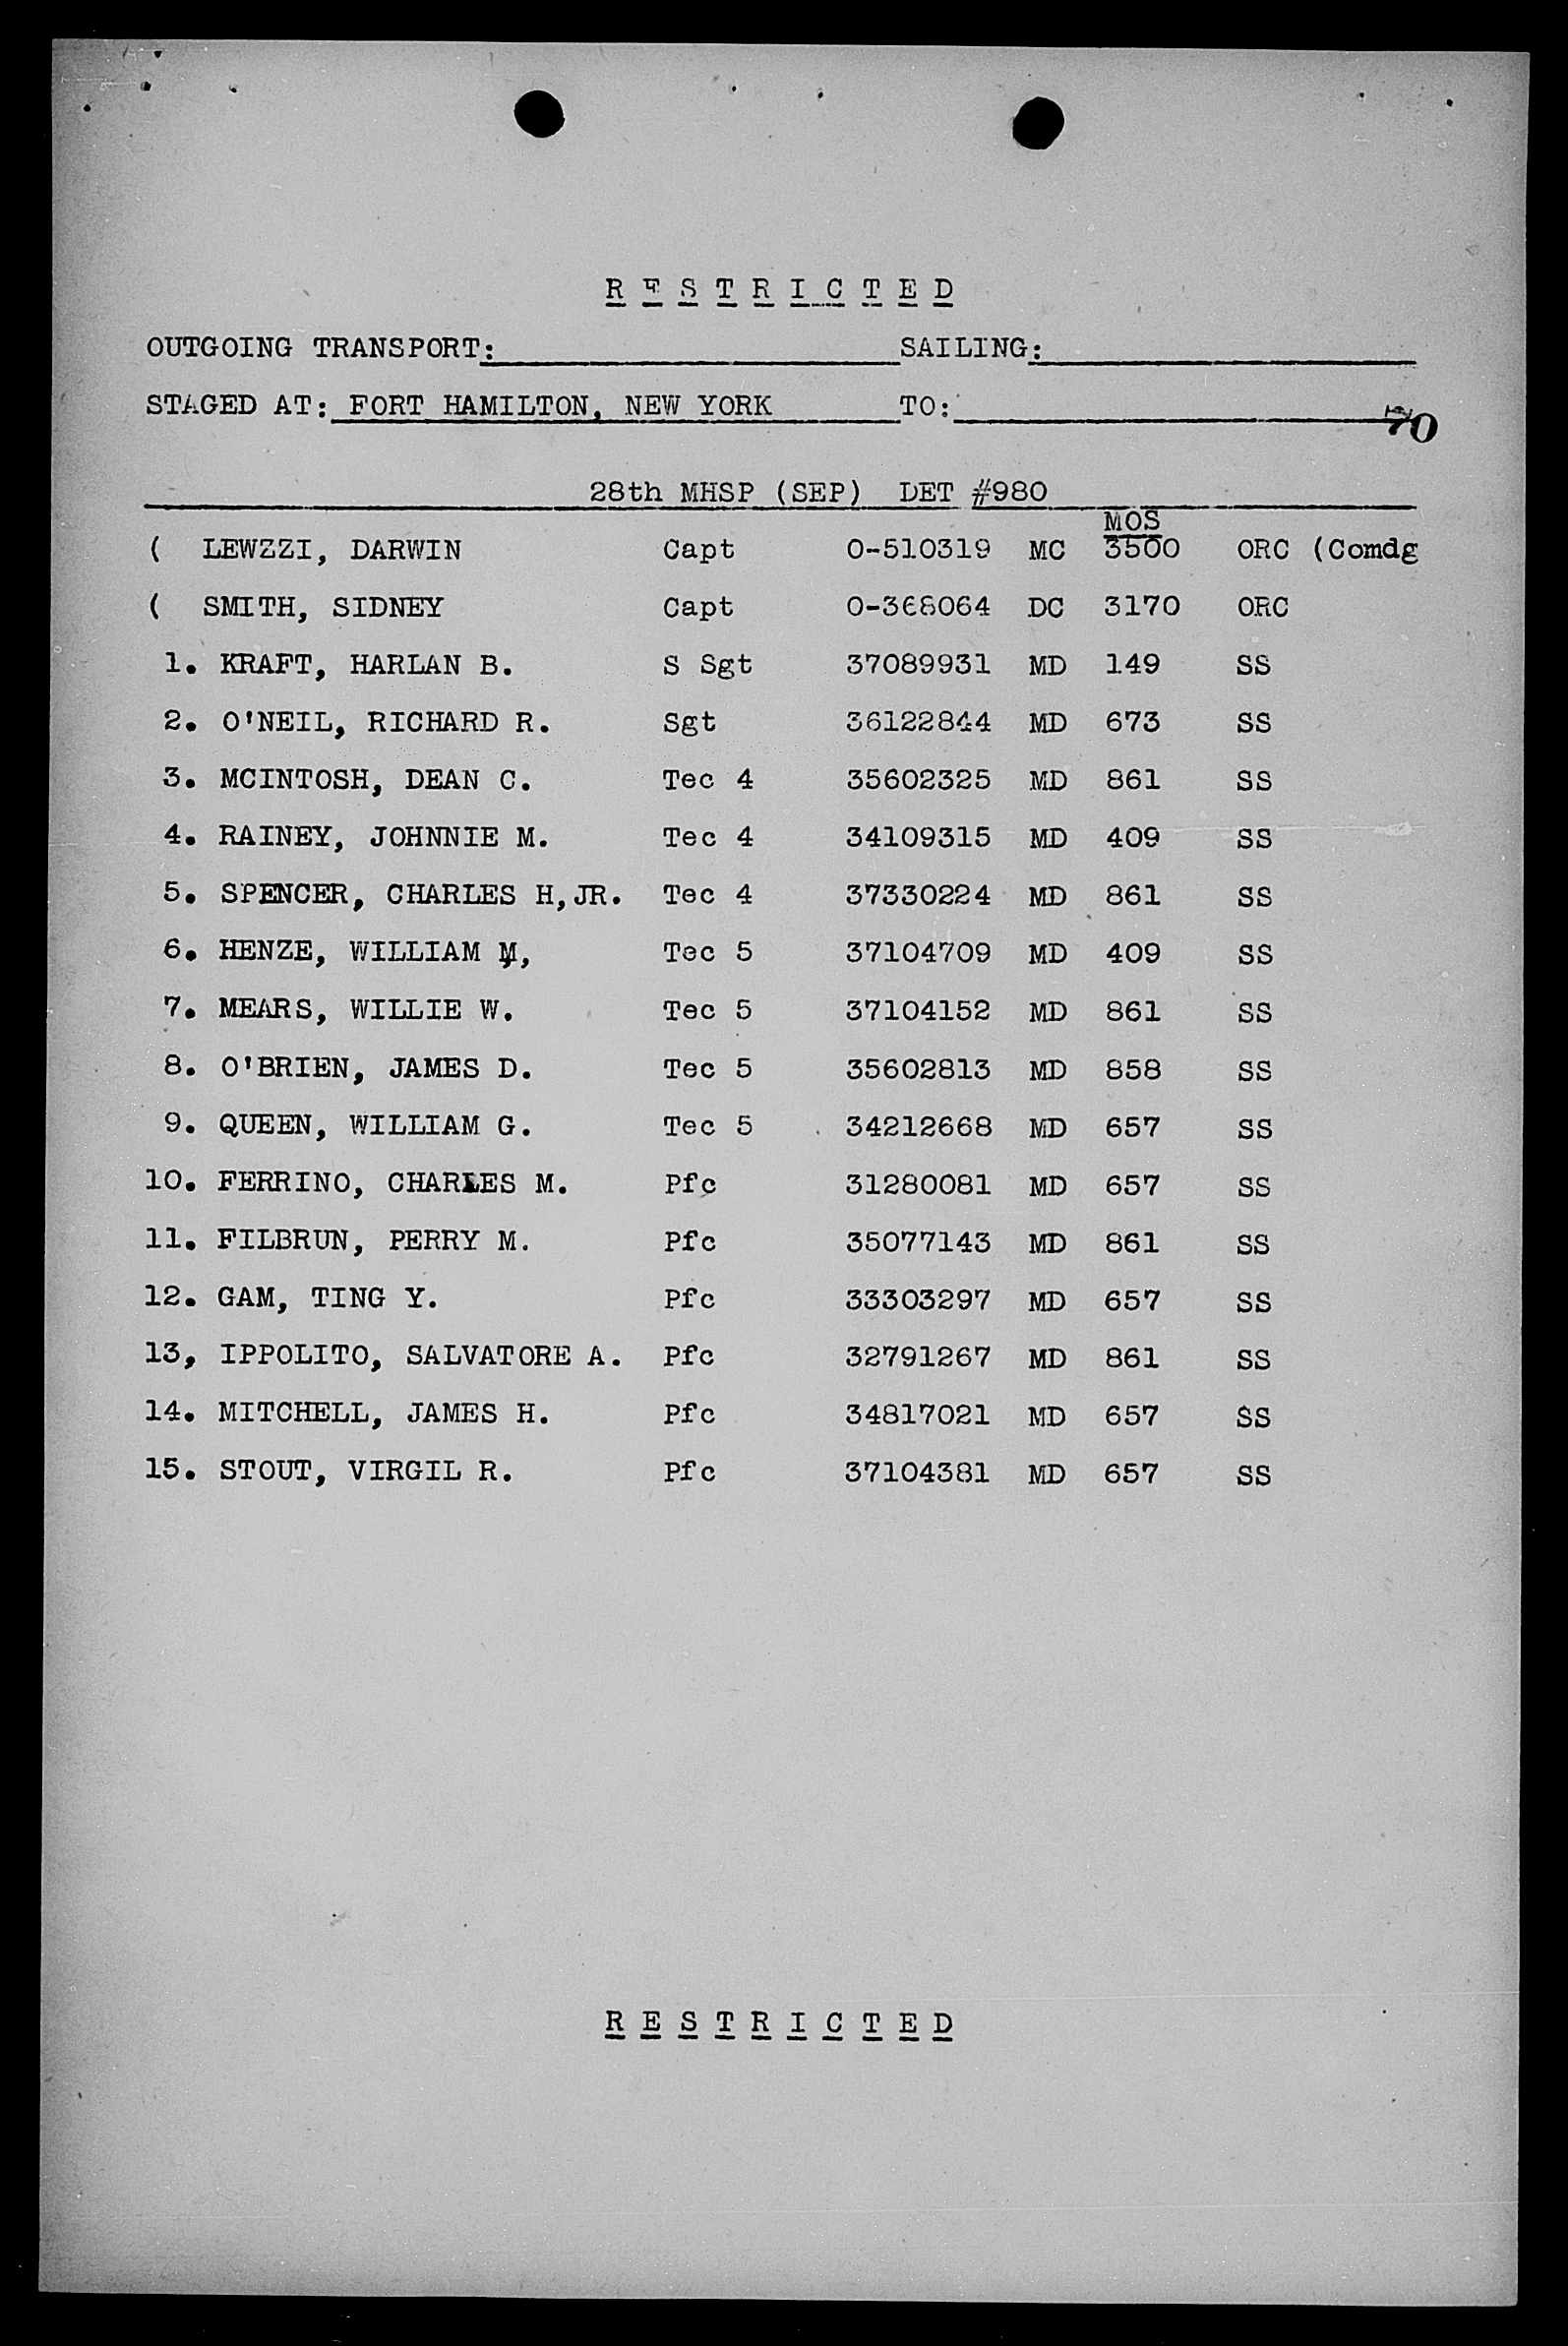 R E S T R I C T E D
OUTGOING TRANSPORT: SAILING:
STAGED AT: FORT HAMILTON, NEW YORK TO:
70
28th MHSP (SEP) DET #980
MOS
( LEWZZI, DARWIN Capt O-510319 MC 3500 ORC (Comdg
( SMITH, SIDNEY Capt O-368064 DC 3170 ORC
1. KRAFT, HARLAN B. S Sgt 37089931 MD 149 SS
2. O'NEIL, RICHARD R. Sgt 36122844 MD 673 SS
3. MCINTOSH, DEAN C. Tec 4 35602325 MD 861 SS
4. RAINEY, JOHNNIE M. Tec 4 34109315 MD 409 SS
5. SPENCER, CHARLES H,JR. Tec 4 37330224 MD 861 SS
6. HENZE, WILLIAM M, Tec 5 37104709 MD 409 SS
7. MEARS, WILLIE W. Tec 5 37104152 MD 861 SS
8. O'BRIEN, JAMES D. Tec 5 35602813 MD 858 SS
9. QUEEN, WILLIAM G. Tec 5 34212668 MD 657 SS
10. FERRINO, CHARLES M. Pfc 31280081 MD 657 SS
11. FILBRUN, PERRY M. Pfc 35077143 MD 861 SS
12. GAM, TING Y. Pfc 33303297 MD 657 SS
13, IPPOLITO, SALVATORE A. Pfc 32791267 MD 861 SS
14. MITCHELL, JAMES H. Pfc 34817021 MD 657 SS
15. STOUT, VIRGIL R. Pfc 37104381 MD 657 SS
R E S T R I C T E D